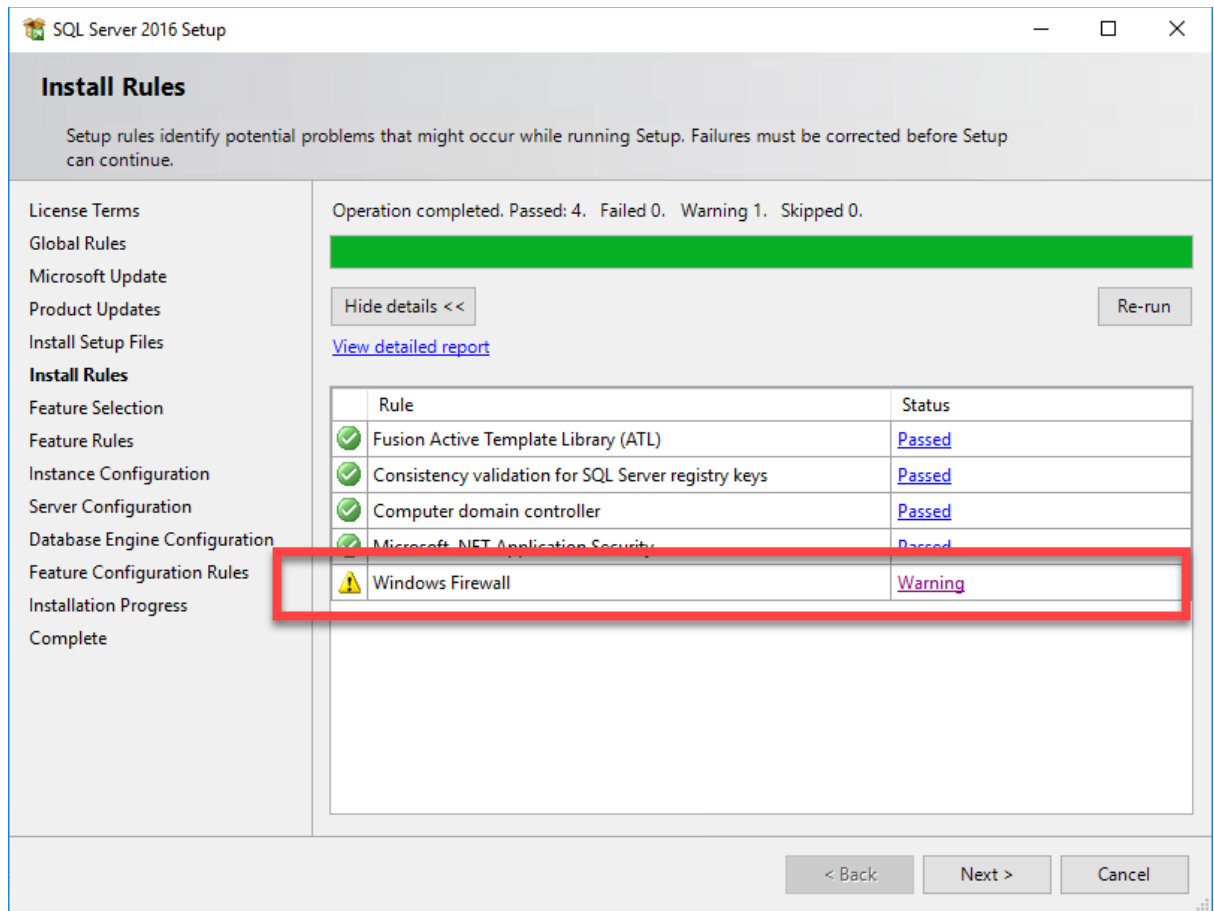 SQL Server 2016 Setup
Install Rules
Setup rules identify potential problems that might occur while running Setup. Failures must be corrected before Setup
can continue.
License Terms
Global Rules
Microsoft Update
Product Updates
Install Setup Files
Install Rules
Feature Selection
Feature Rules
Instance Configuration
Server Configuration
Database Engine Configuration
Feature Configuration Rules
Installation Progress
Complete
Operation completed. Passed: 4.   Failed 0.   Warning 1.   Skipped 0.
Hide details <<
Re-run
View detailed report
Rule Status
Fusion Active Template Library (ATL) Passed
Consistency validation for SQL Server registry keys Passed
Computer domain controller Passed
Microsoft .NET Application Security Passed
Windows Firewall Warning
< Back
Next >
Cancel